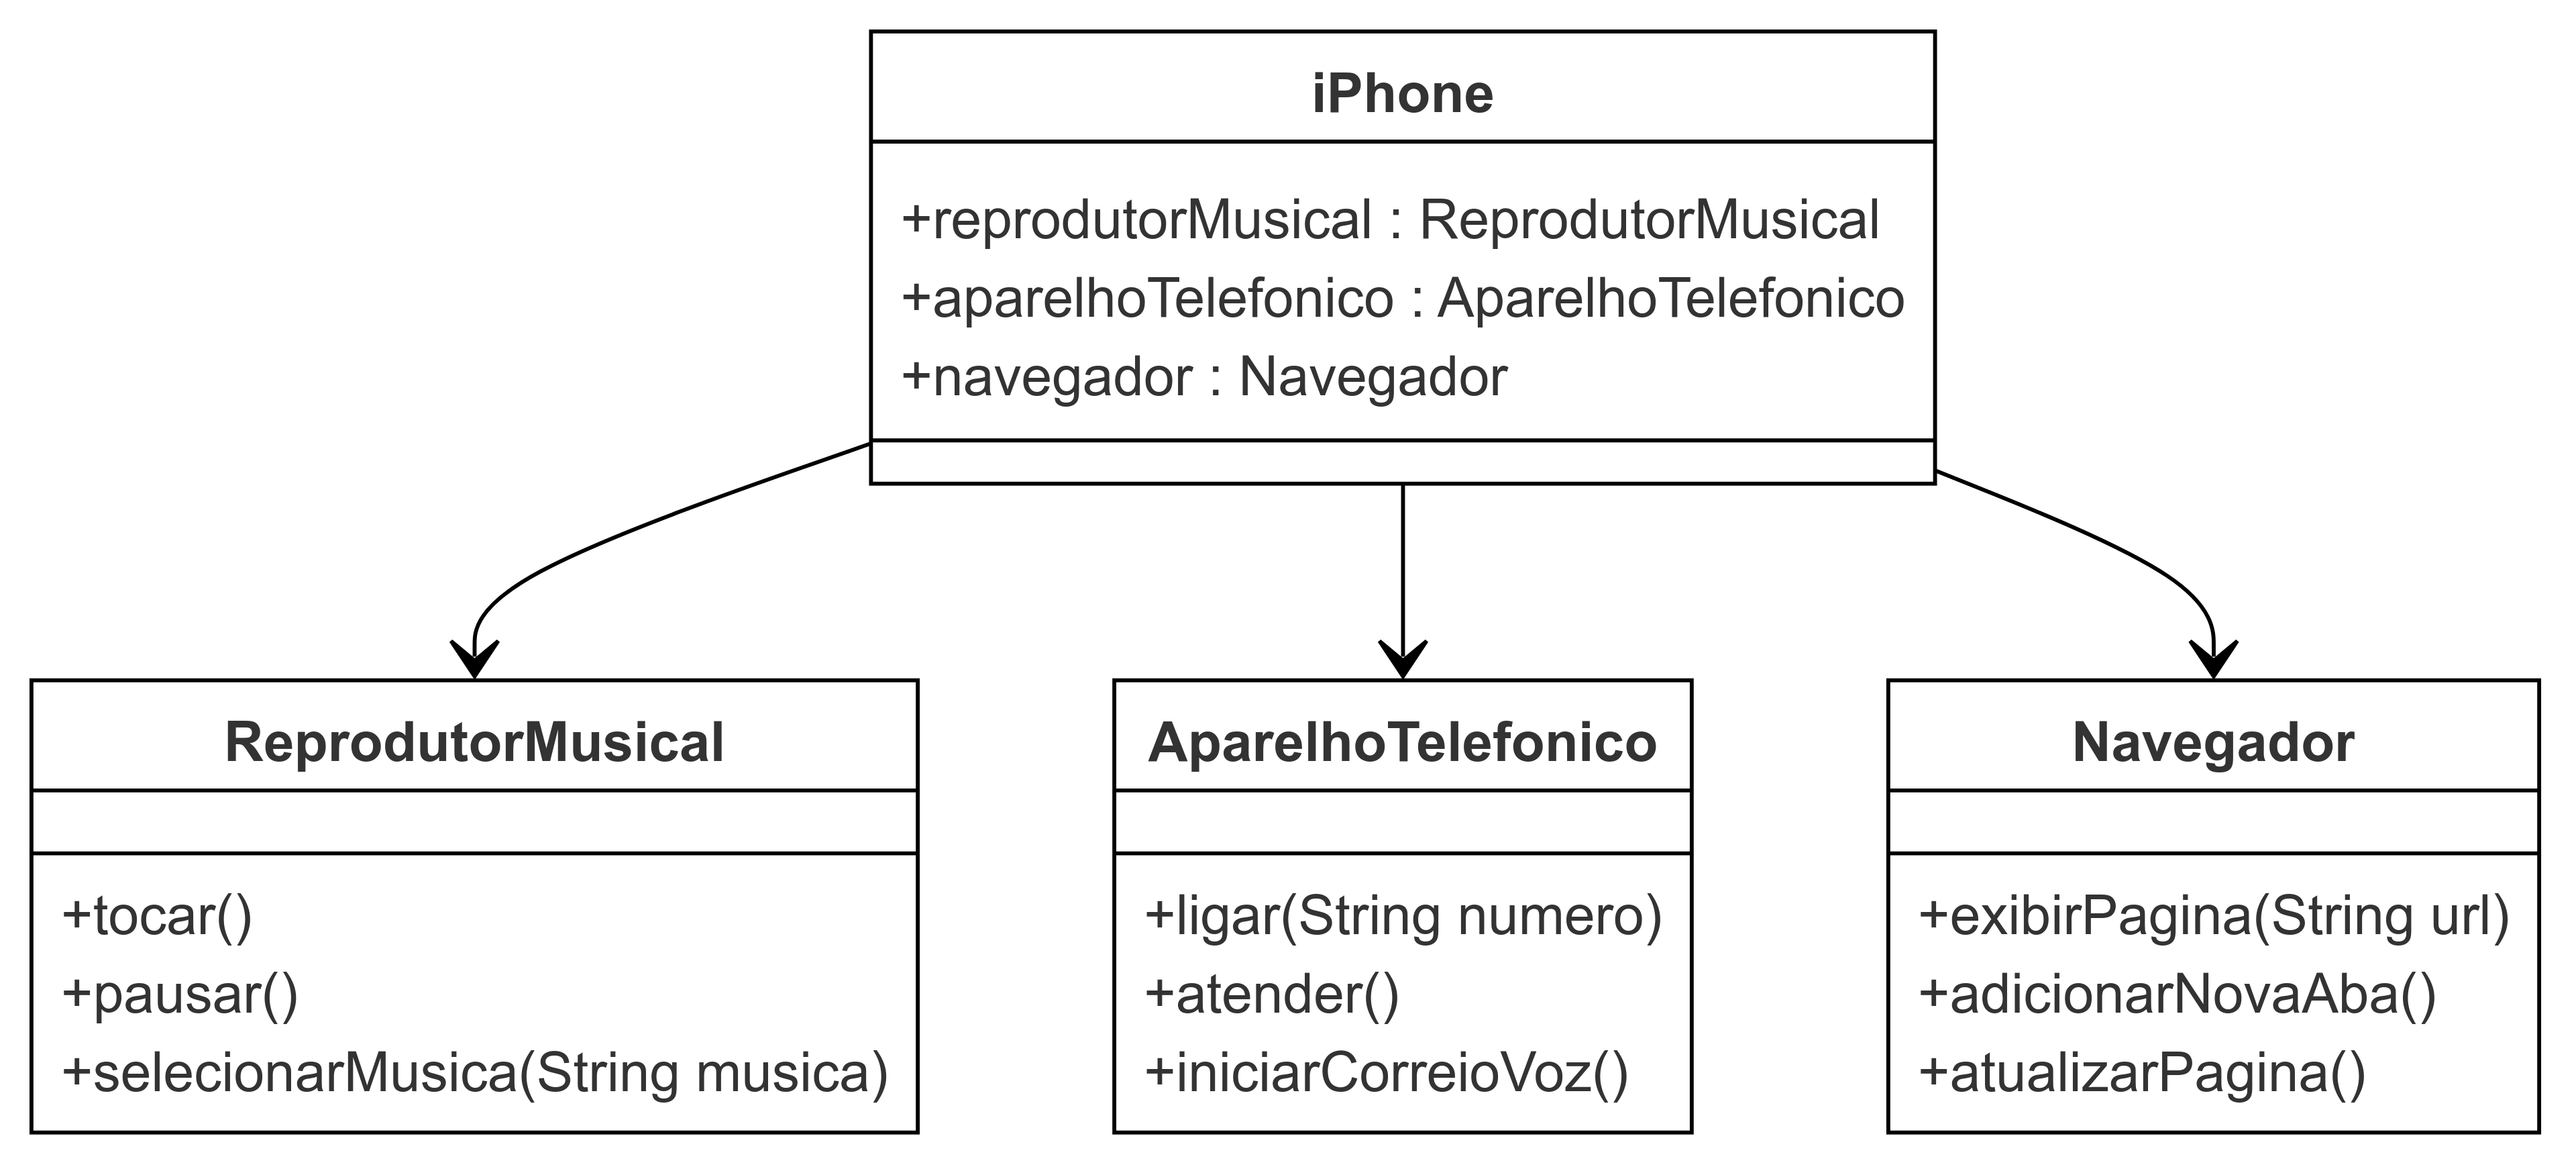 iPhone
+reprodutorMusical : ReprodutorMusical
+aparelhoTelefonico : AparelhoTelefonico
+navegador : Navegador
ReprodutorMusical
+tocar()
+pausar()
+selecionarMusica(String musica)
AparelhoTelefonico
+ligar(String numero)
+atender()
+iniciarCorreioVoz()
Navegador
+exibirPagina(String url)
+adicionarNovaAba()
+atualizarPagina()